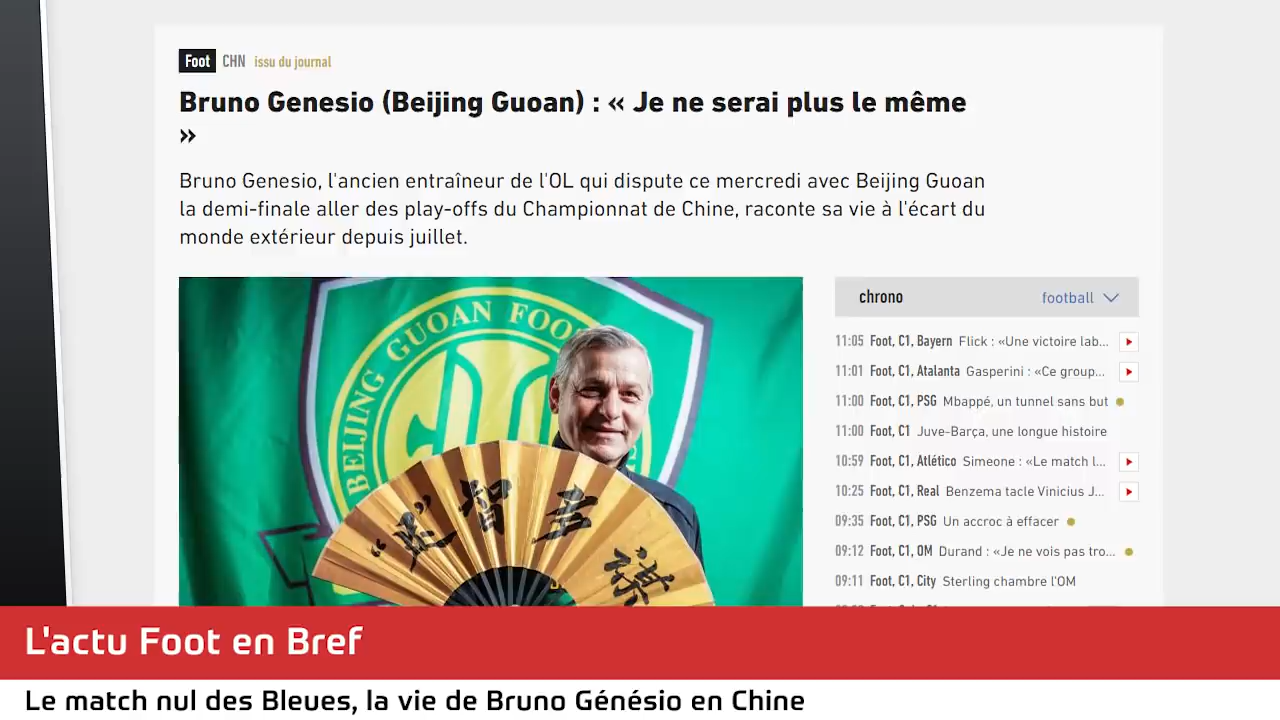 Foot CHN issu du journal
Bruno Genesio (Beijing Guoan) : « Je ne serai plus le même
»
Bruno Genesio, l'ancien entraîneur de l'OL qui dispute ce mercredi avec Beijing Guoan
la demi-finale aller des play-offs du Championnat de Chine, raconte sa vie à l'écart du
monde extérieur depuis juillet.
BEIJING GUOAN FOO
足智多謀
chrono football
11:05 Foot, C1, Bayern Flick : «Une victoire lab...
11:01 Foot, C1, Atalanta Gasperini : «Ce group...
11:00 Foot, C1, PSG Mbappé, un tunnel sans but
11:00 Foot, C1 Juve-Barça, une longue histoire
10:59 Foot, C1, Atlético Simeone : «Le match l...
10:25 Foot, C1, Real Benzema tacle Vinicius J...
09:35 Foot, C1, PSG Un accroc à effacer
09:12 Foot, C1, OM Durand : «Je ne vois pas tro...
09:11 Foot, C1, City Sterling chambre l'OM
L'actu Foot en Bref
Le match nul des Bleues, la vie de Bruno Génésio en Chine